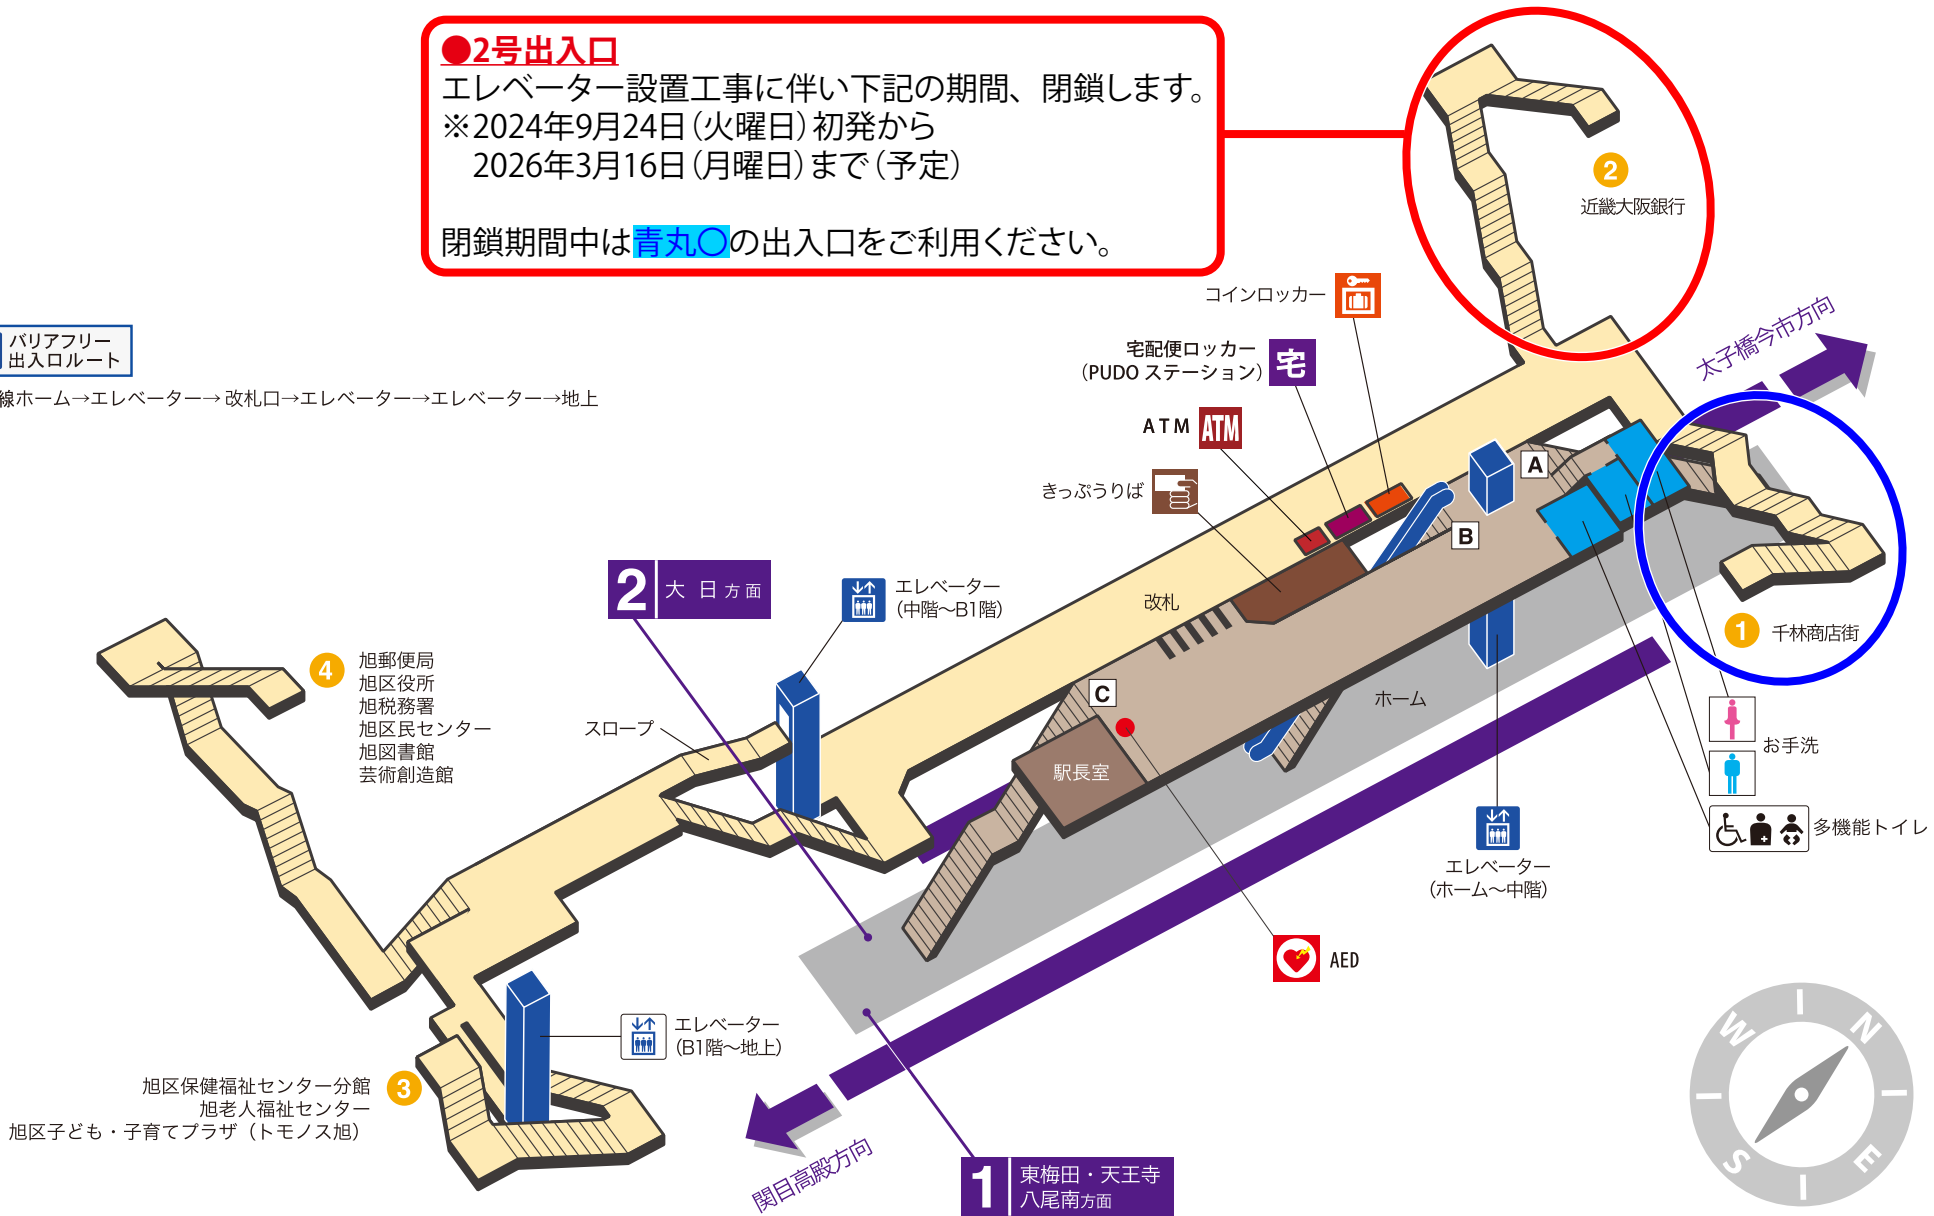 ●2号出入口
エレベーター設置工事に伴い下記の期間、閉鎖します。
※2024年9月24日(火曜日)初発から
2026年3月16日(月曜日)まで(予定)
閉鎖期間中は青丸〇の出入口をご利用ください。
2
近畿大阪銀行
コインロッカー
太子橋今市方向
バリアフリー
出入口ルート
宅配便ロッカー
(PUDO ステーション)
宅
線ホーム→エレベーター→改札口→エレベーター→エレベーター→地上
ATM
ATM
きっぷうりば
A
B
2 大日方面
エレベーター
(中階〜B1階)
改札
1
千林商店街
4
旭郵便局
旭区役所
旭税務署
旭区民センター
旭図書館
芸術創造館
スロープ
C
ホーム
駅長室
お手洗
多機能トイレ
エレベーター
(ホーム〜中階)
AED
エレベーター
(B1階〜地上)
3
旭区保健福祉センター分館
旭老人福祉センター
旭区子ども・子育てプラザ(トモノス旭)
関目高殿方向
1 東梅田・天王寺
八尾南方面
W
N
S
E